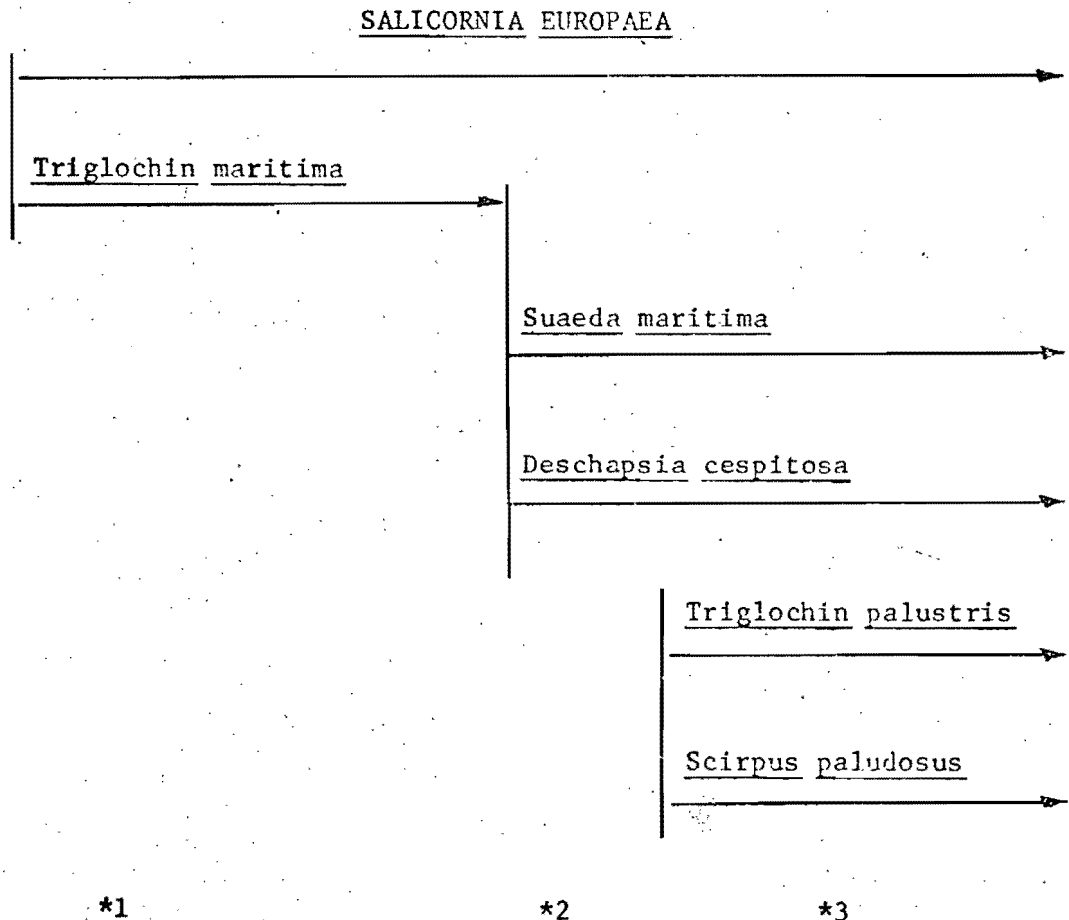 SALICORNIA EUROPAEA
Triglochin maritima
Suaeda maritima
Deschapsia cespitosa
Triglochin palustris
Scirpus paludosus
*1 *2 *3